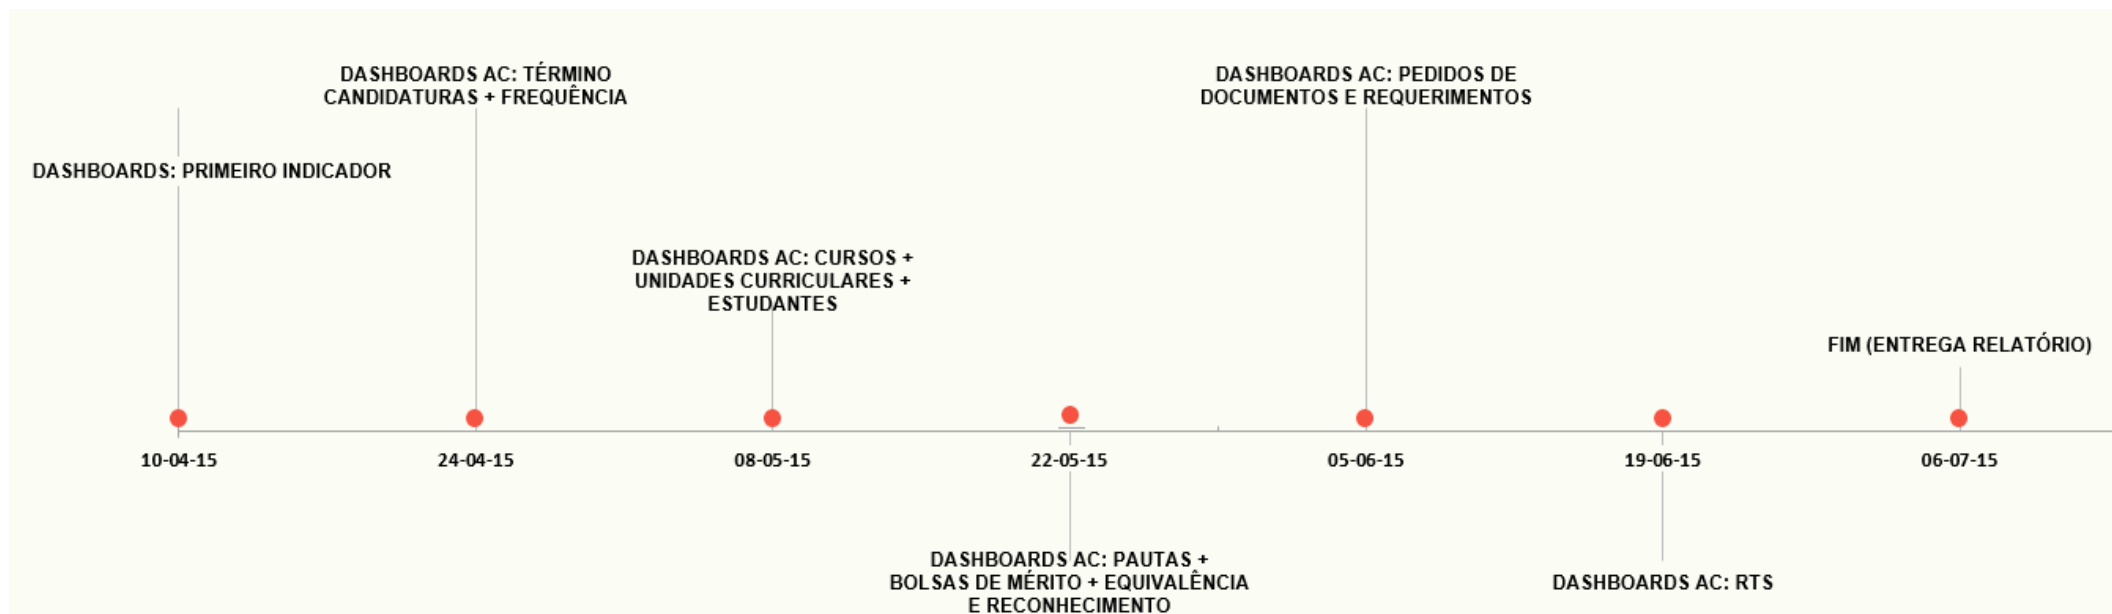 DASHBOARDS AC: TÉRMINO
CANDIDATURAS + FREQUÊNCIA
DASHBOARDS AC: PEDIDOS DE
DOCUMENTOS E REQUERIMENTOS
DASHBOARDS: PRIMEIRO INDICADOR
DASHBOARDS AC: CURSOS +
UNIDADES CURRICULARES +
ESTUDANTES
FIM (ENTREGA RELATÓRIO)
10-04-15
24-04-15
08-05-15
22-05-15
05-06-15
19-06-15
06-07-15
DASHBOARDS AC: PAUTAS +
BOLSAS DE MÉRITO + EQUIVALÊNCIA
E RECONHECIMENTO
DASHBOARDS AC: RTS